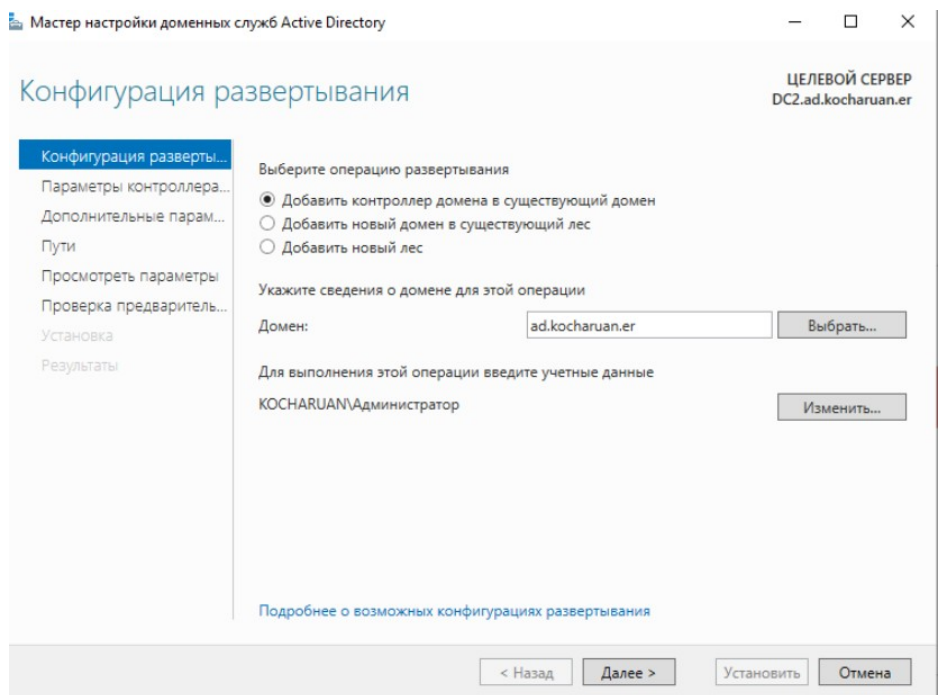 Мастер настройки доменных служб Active Directory
Конфигурация развертывания
ЦЕЛЕВОЙ СЕРВЕР
DC2.ad.kocharuan.er
Конфигурация разверты...
Параметры контроллера...
Дополнительные парам...
Пути
Просмотреть параметры
Проверка предваритель...
Установка
Результаты
Выберите операцию развертывания
Добавить контроллер домена в существующий домен
Добавить новый домен в существующий лес
Добавить новый лес
Укажите сведения о домене для этой операции
Домен:
ad.kocharuan.er
Выбрать...
Для выполнения этой операции введите учетные данные
KOCHARUAN\Администратор
Изменить...
Подробнее о возможных конфигурациях развертывания
< Назад
Далее >
Установить
Отмена